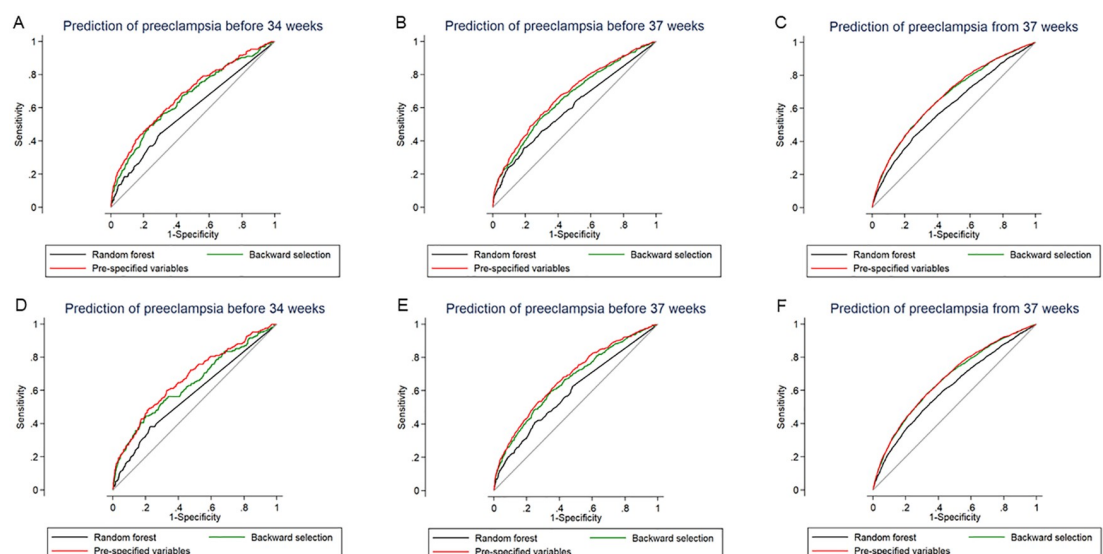 A
Prediction of preeclampsia before 34 weeks
1
.8
.6
.4
.2
0
Sensitivity
0 .2 .4 .6 .8 1
1-Specificity
Random forest Backward selection
Pre-specified variables
B
Prediction of preeclampsia before 37 weeks
1
.8
.6
.4
.2
0
Sensitivity
0 .2 .4 .6 .8 1
1-Specificity
Random forest Backward selection
Pre-specified variables
C
Prediction of preeclampsia from 37 weeks
1
.8
.6
.4
.2
0
Sensitivity
0 .2 .4 .6 .8 1
1-Specificity
Random forest Backward selection
Pre-specified variables
D
Prediction of preeclampsia before 34 weeks
1
.8
.6
.4
.2
0
Sensitivity
0 .2 .4 .6 .8 1
1-Specificity
Random forest Backward selection
Pre-specified variables
E
Prediction of preeclampsia before 37 weeks
1
.8
.6
.4
.2
0
Sensitivity
0 .2 .4 .6 .8 1
1-Specificity
Random forest Backward selection
Pre-specified variables
F
Prediction of preeclampsia from 37 weeks
1
.8
.6
.4
.2
0
Sensitivity
0 .2 .4 .6 .8 1
1-Specificity
Random forest Backward selection
Pre-specified variables